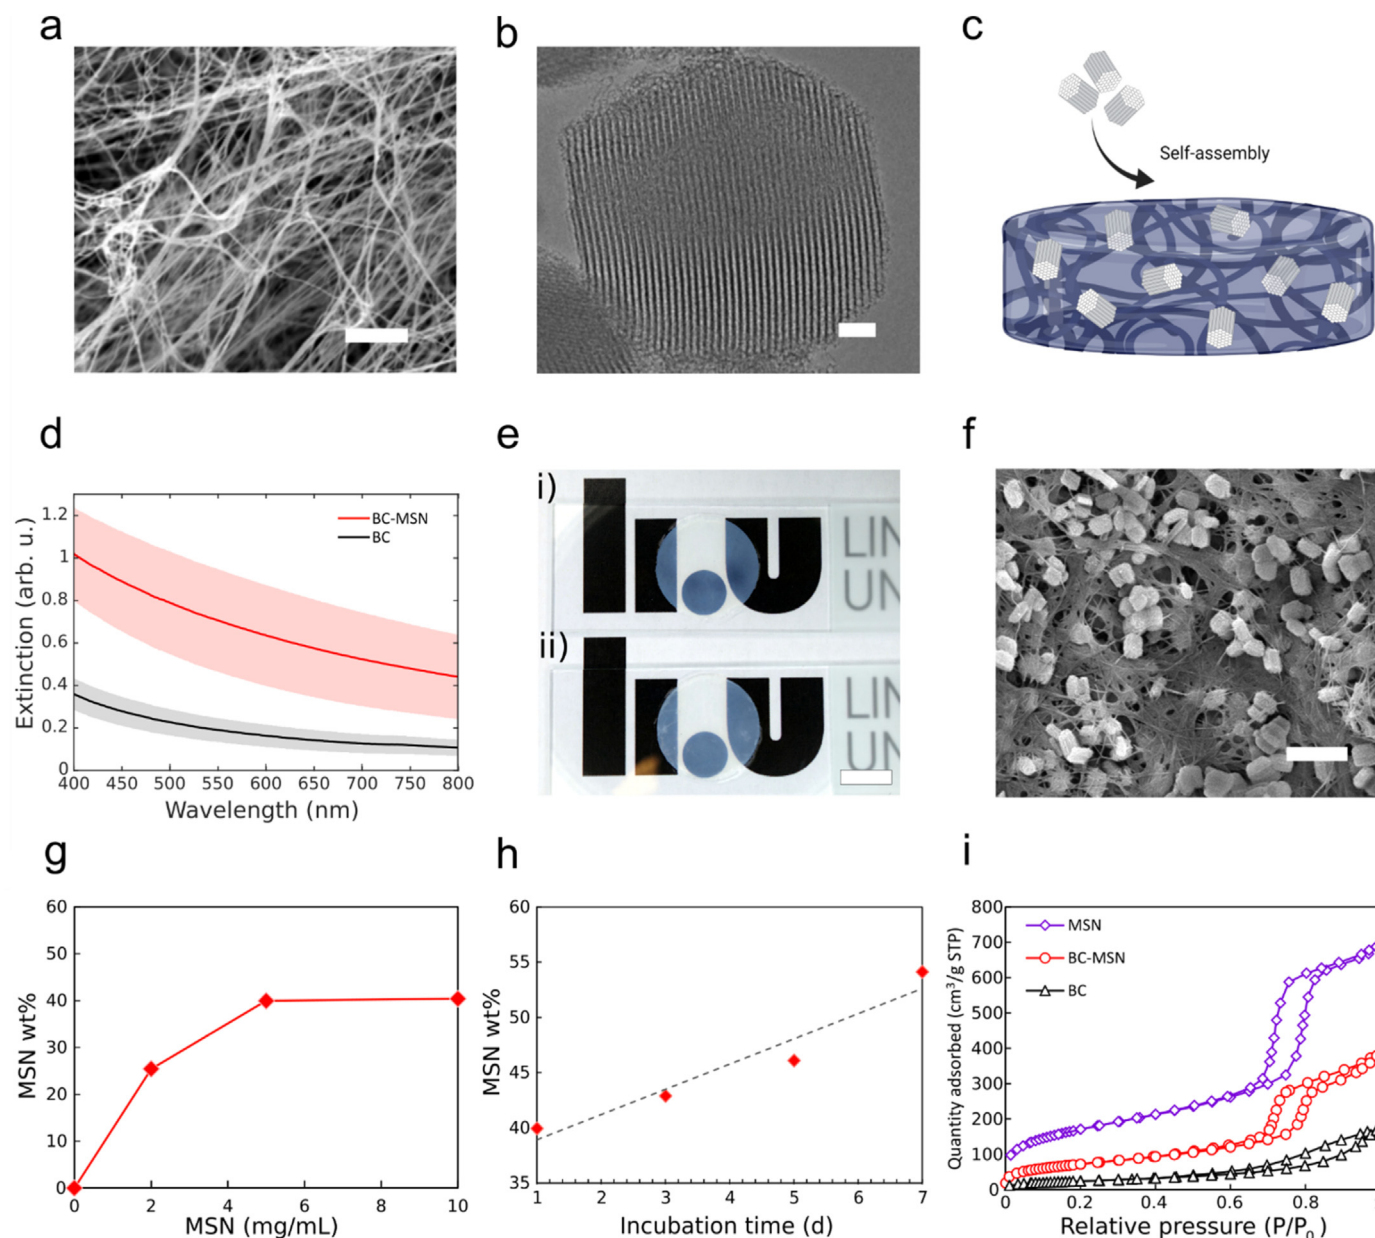 a
b
c
Self-assembly
d
Extinction (arb. u.)
1.2
1
0.8
0.6
0.4
0.2
0
BC-MSN
BC
400 450 500 550 600 650 700 750 800
Wavelength (nm)
e
i)
LIN
UN
ii)
LIN
UN
f
g
MSN wt%
60
50
40
30
20
10
0
0 2 4 6 8 10
MSN (mg/mL)
h
MSN wt%
60
55
50
45
40
35
1 2 3 4 5 6 7
Incubation time (d)
i
Quantity adsorbed (cm³/g STP)
800
700
600
500
400
300
200
100
0
MSN
BC-MSN
BC
0 0.2 0.4 0.6 0.8
Relative pressure (P/P₀)